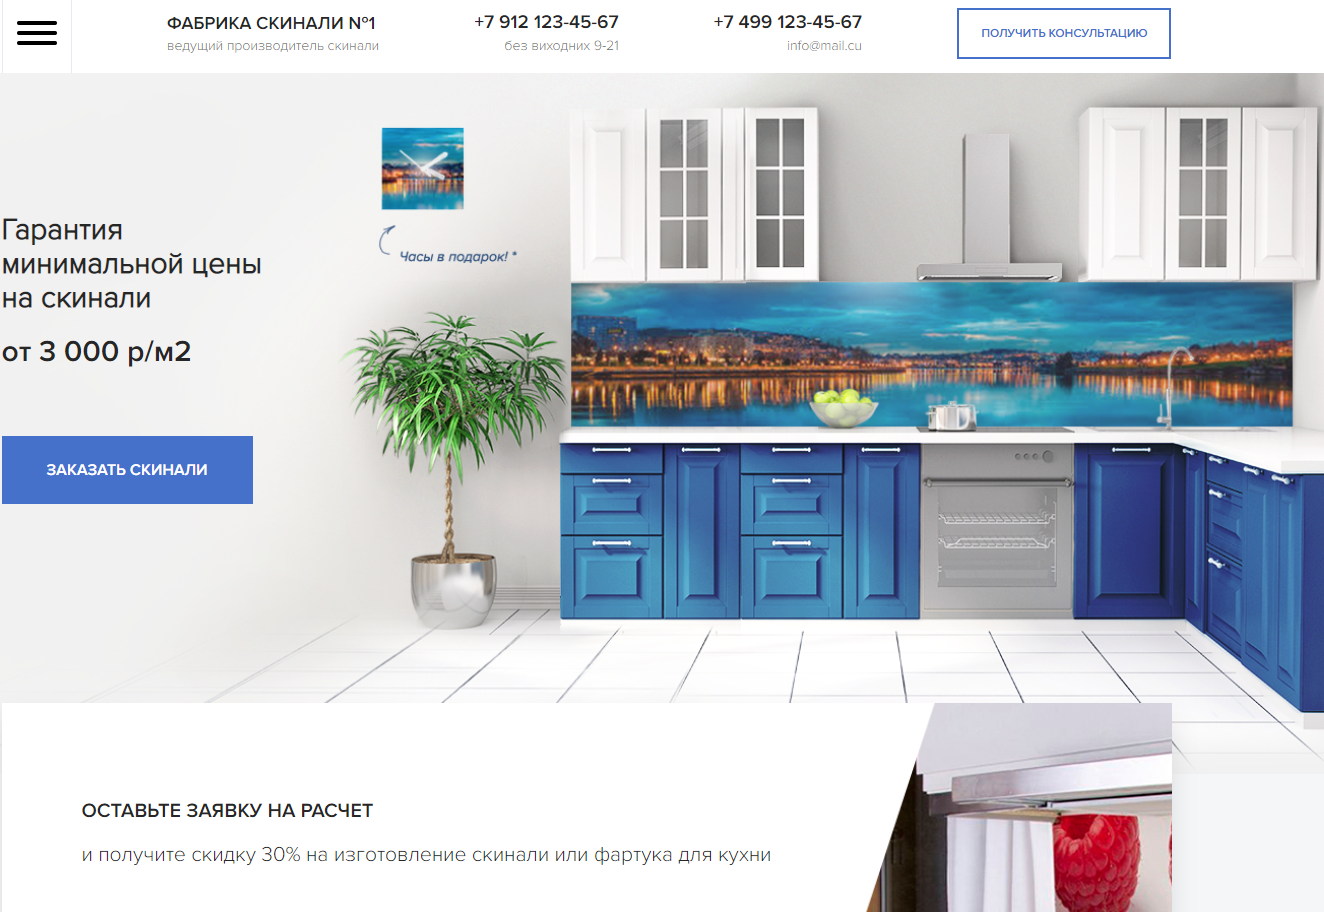 ФАБРИКА СКИНАЛИ №1
ведущий производитель скинали
+7 912 123-45-67
без виходних 9-21
+7 499 123-45-67
info@mail.cu
ПОЛУЧИТЬ КОНСУЛЬТАЦИЮ
Часы в подарок! *
Гарантия
минимальной цены
на скинали
от 3 000 р/м2
ЗАКАЗАТЬ СКИНАЛИ
ОСТАВЬТЕ ЗАЯВКУ НА РАСЧЕТ
и получите скидку 30% на изготовление скинали или фартука для кухни